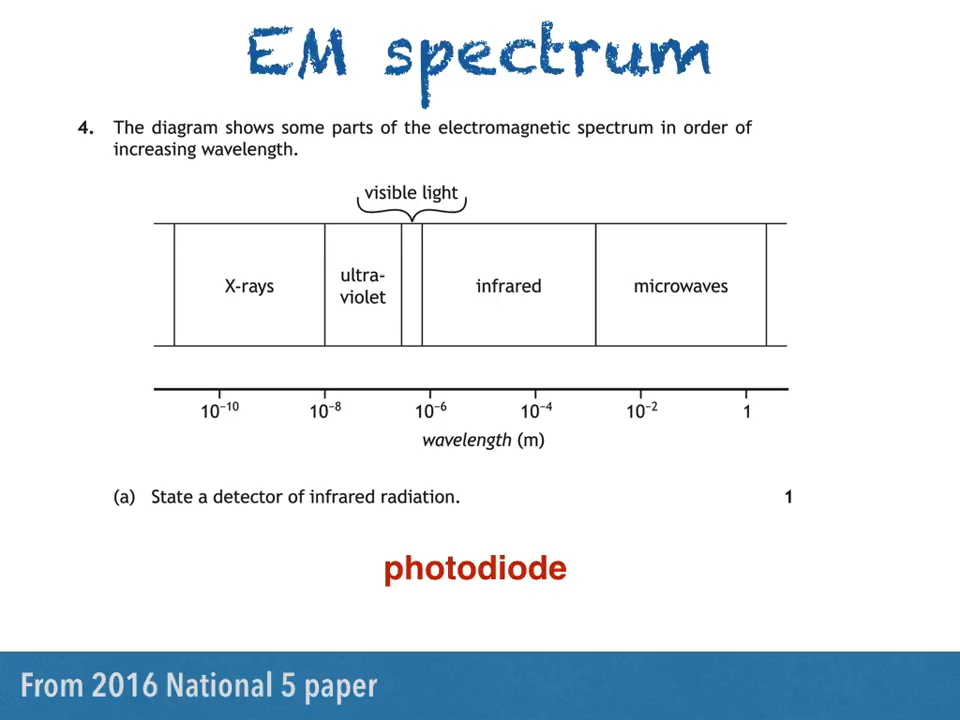 EM spectrum
4. The diagram shows some parts of the electromagnetic spectrum in order of
increasing wavelength.
visible light
X-rays
ultra-
violet
infrared
microwaves
10⁻¹⁰ 10⁻⁸ 10⁻⁶ 10⁻⁴ 10⁻² 1
wavelength (m)
(a) State a detector of infrared radiation. 1
photodiode
From 2016 National 5 paper